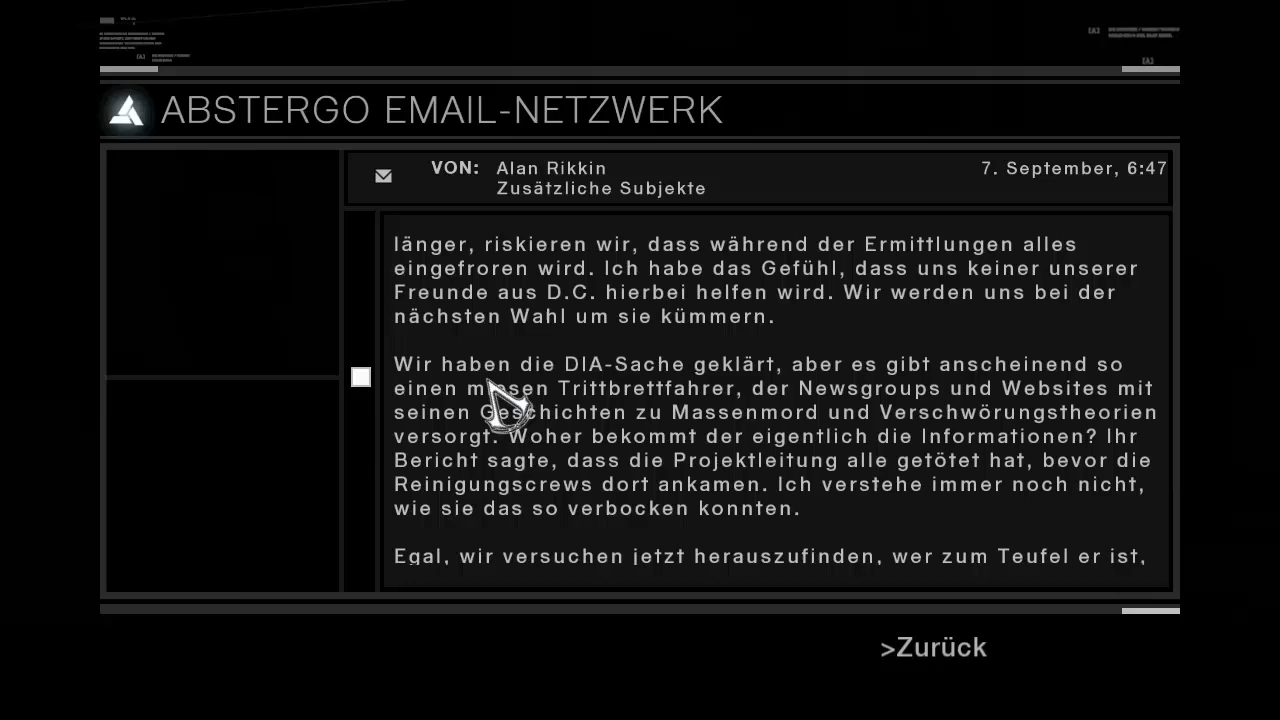 ABSTERGO EMAIL-NETZWERK
VON: Alan Rikkin 7. September, 6:47
Zusätzliche Subjekte
länger, riskieren wir, dass während der Ermittlungen alles
eingefroren wird. Ich habe das Gefühl, dass uns keiner unserer
Freunde aus D.C. hierbei helfen wird. Wir werden uns bei der
nächsten Wahl um sie kümmern.
Wir haben die DIA-Sache geklärt, aber es gibt anscheinend so
einen miesen Trittbrettfahrer, der Newsgroups und Websites mit
seinen Geschichten zu Massenmord und Verschwörungstheorien
versorgt. Woher bekommt der eigentlich die Informationen? Ihr
Bericht sagte, dass die Projektleitung alle getötet hat, bevor die
Reinigungscrews dort ankamen. Ich verstehe immer noch nicht,
wie sie das so verbocken konnten.
Egal, wir versuchen jetzt herauszufinden, wer zum Teufel er ist,
>Zurück